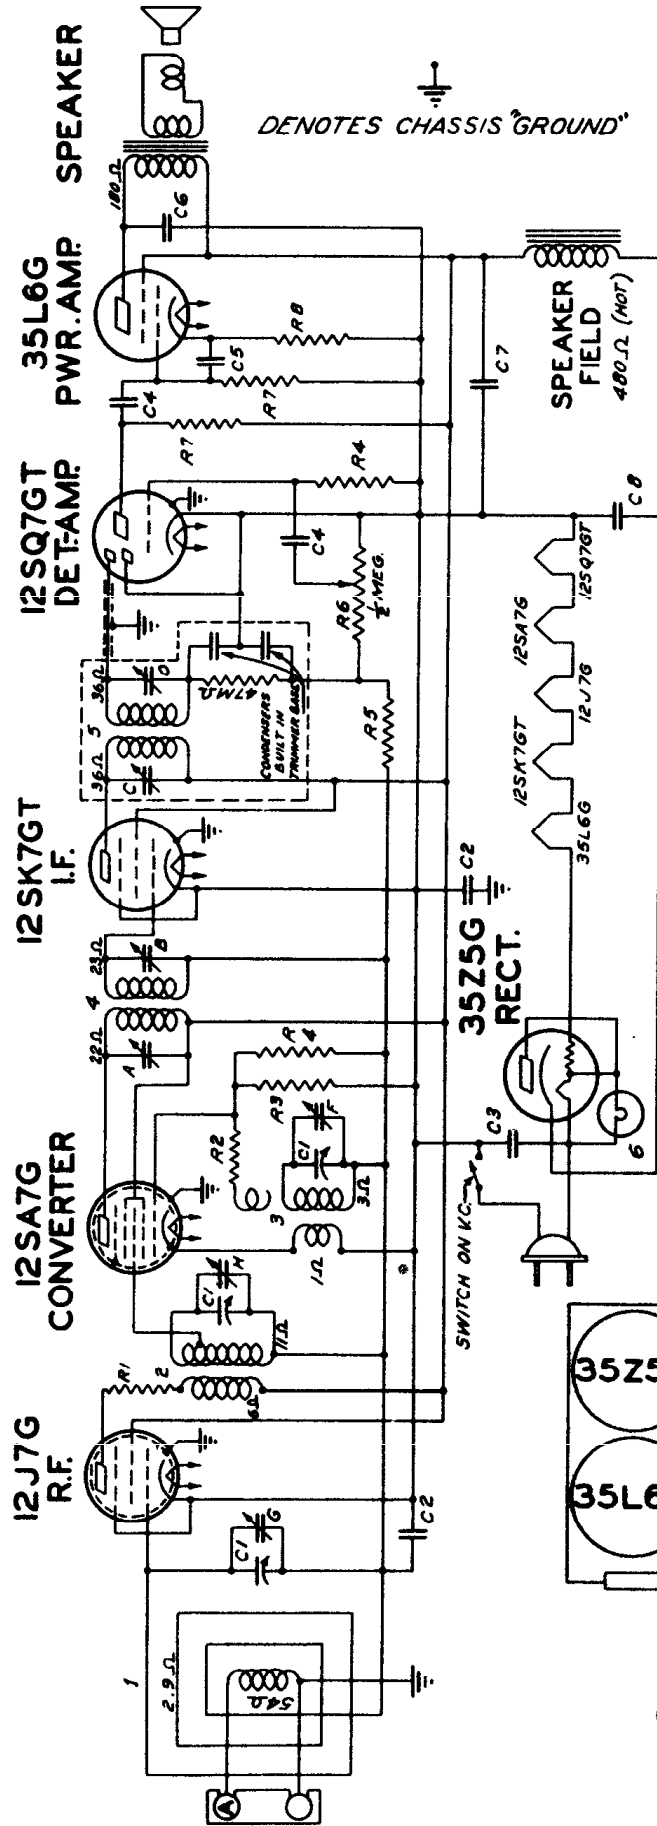 12J7G
R.F.
12SA7G
CONVERTER
12SK7GT
I.F.
12SQ7GT
DET.-AMP.
35L6G
PWR. AMP.
SPEAKER
1
2.9 Ω
54Ω
A
C1
G
C2
R1
2
6Ω
11Ω
C1
H
1Ω
3
3Ω
C1
F
R2
R3
R4
22Ω
4
23Ω
A
B
36Ω
5
36Ω
C
D
47MΩ
CONDENSERS
BUILT IN
TRIMMER BASE
R5
R6
½ MEG.
C4
R4
R7
C4
C5
R7
R8
180Ω
C6
DENOTES CHASSIS "GROUND"
*
SWITCH ON V.C.
C3
C2
35Z5G
RECT.
6
35L6G
12SK7GT
12J7G
12SA7G
12SQ7GT
C7
C8
SPEAKER
FIELD
480Ω (HOT)
35Z5
35L6